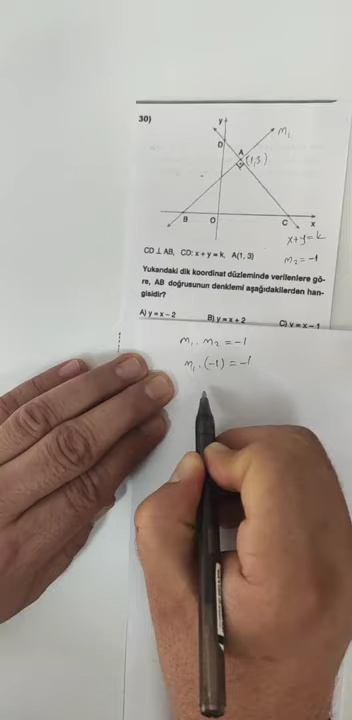 30)
y
m₁
D
A
(1,3)
B
O
C
x
x+y=k
CD ⊥ AB, CD: x + y = k, A(1, 3)
m₂ = -1
Yukarıdaki dik koordinat düzleminde verilenlere gö-
re, AB doğrusunun denklemi aşağıdakilerden han-
gisidir?
A) y = x – 2
B) y = x + 2
C) y = x – 1
m₁ . m₂ = -1
m₁ . (-1) = -1